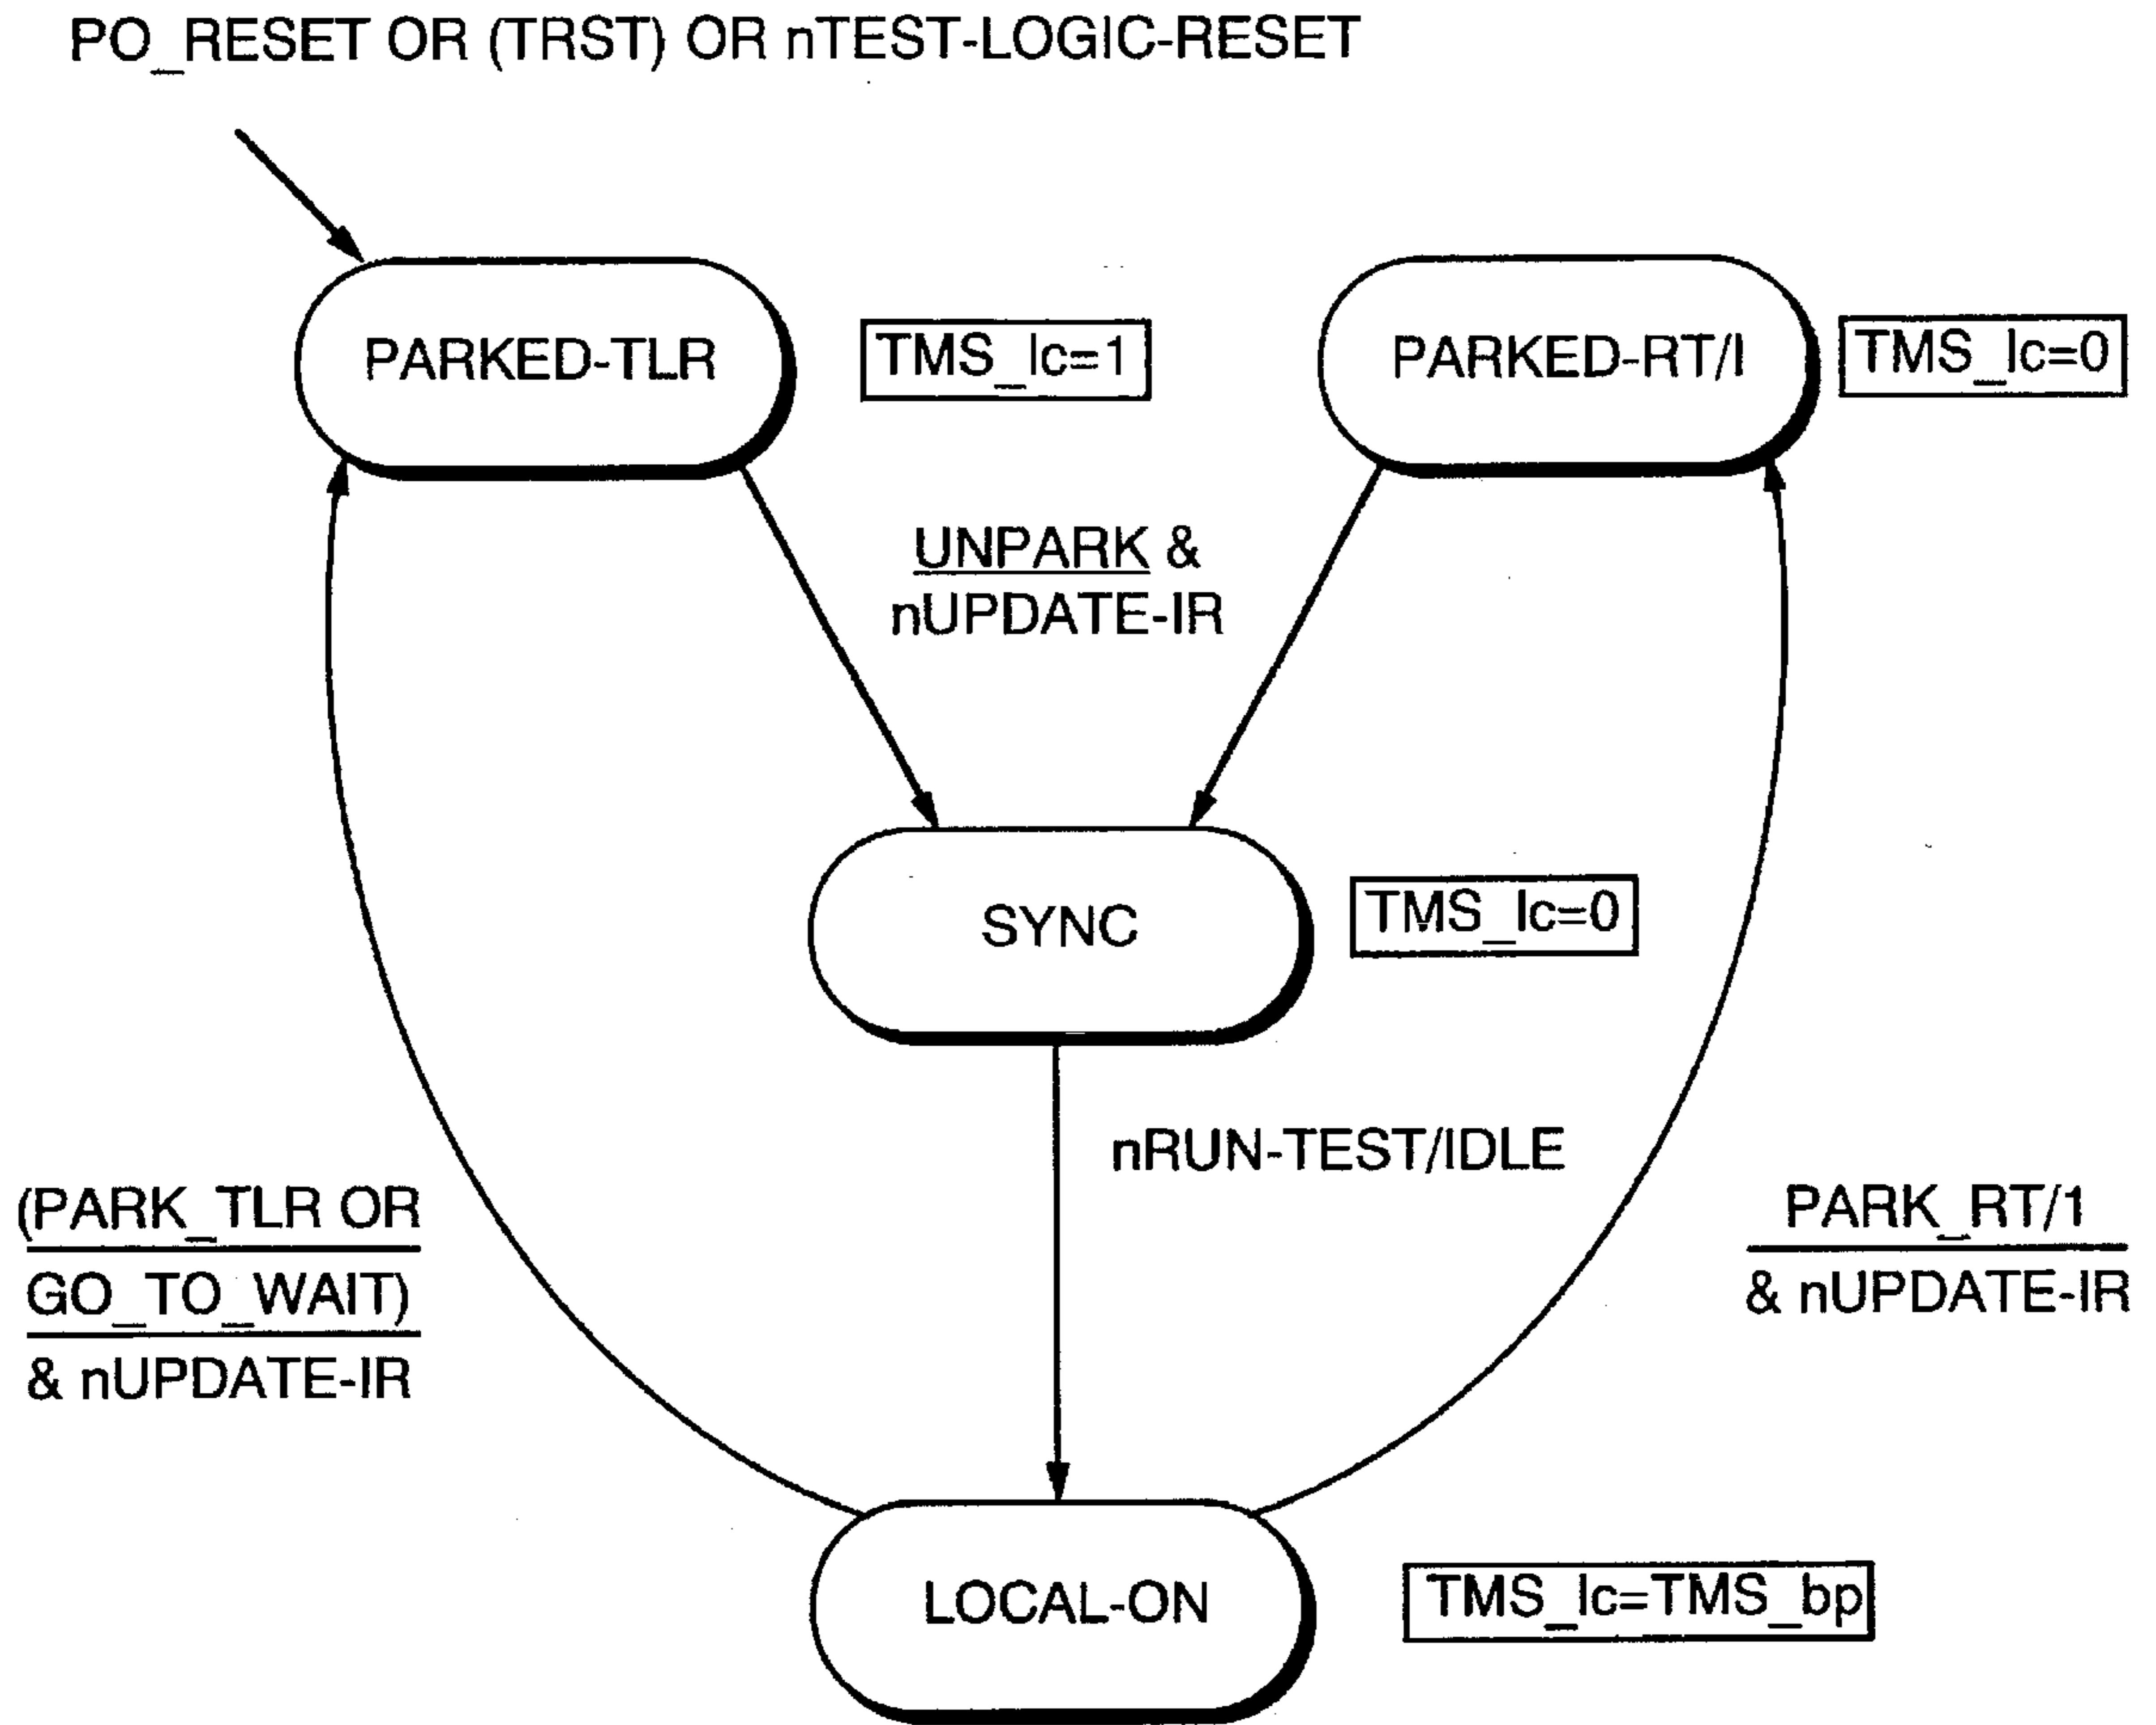 PO_RESET OR (TRST) OR nTEST-LOGIC-RESET
PARKED-TLR
TMS_lc=1
PARKED-RT/I
TMS_lc=0
UNPARK &
nUPDATE-IR
SYNC
TMS_lc=0
nRUN-TEST/IDLE
(PARK_TLR OR
GO_TO_WAIT)
& nUPDATE-IR
PARK_RT/1
& nUPDATE-IR
LOCAL-ON
TMS_lc=TMS_bp